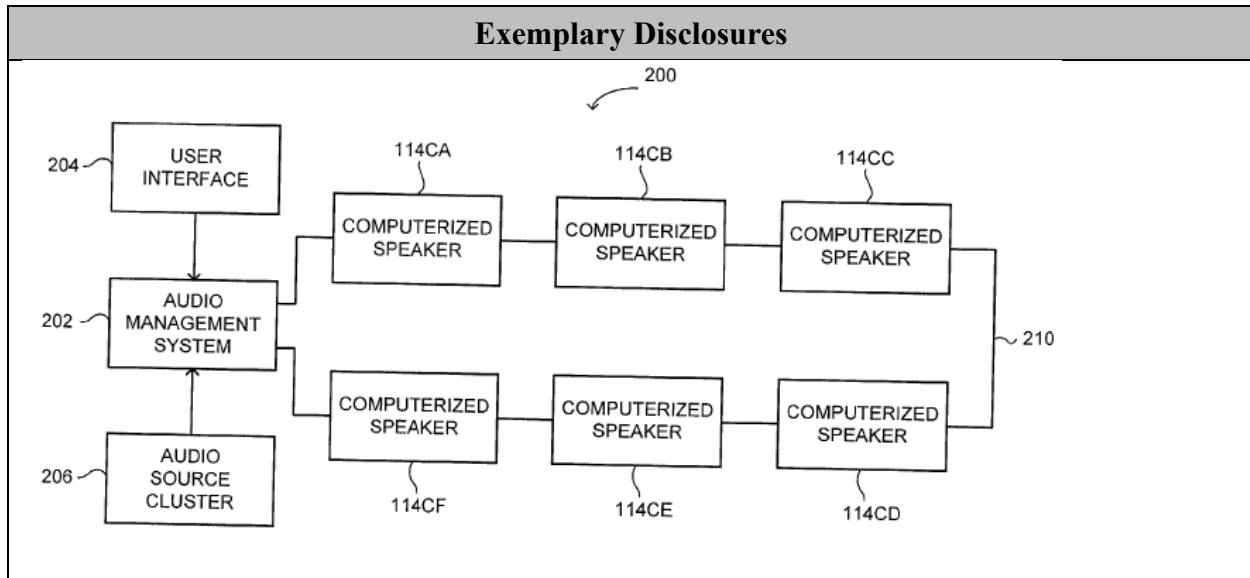 Exemplary Disclosures
200
204
USER
INTERFACE
114CA
114CB
114CC
COMPUTERIZED
SPEAKER
COMPUTERIZED
SPEAKER
COMPUTERIZED
SPEAKER
202
AUDIO
MANAGEMENT
SYSTEM
210
COMPUTERIZED
SPEAKER
COMPUTERIZED
SPEAKER
COMPUTERIZED
SPEAKER
206
AUDIO
SOURCE
CLUSTER
114CF
114CE
114CD